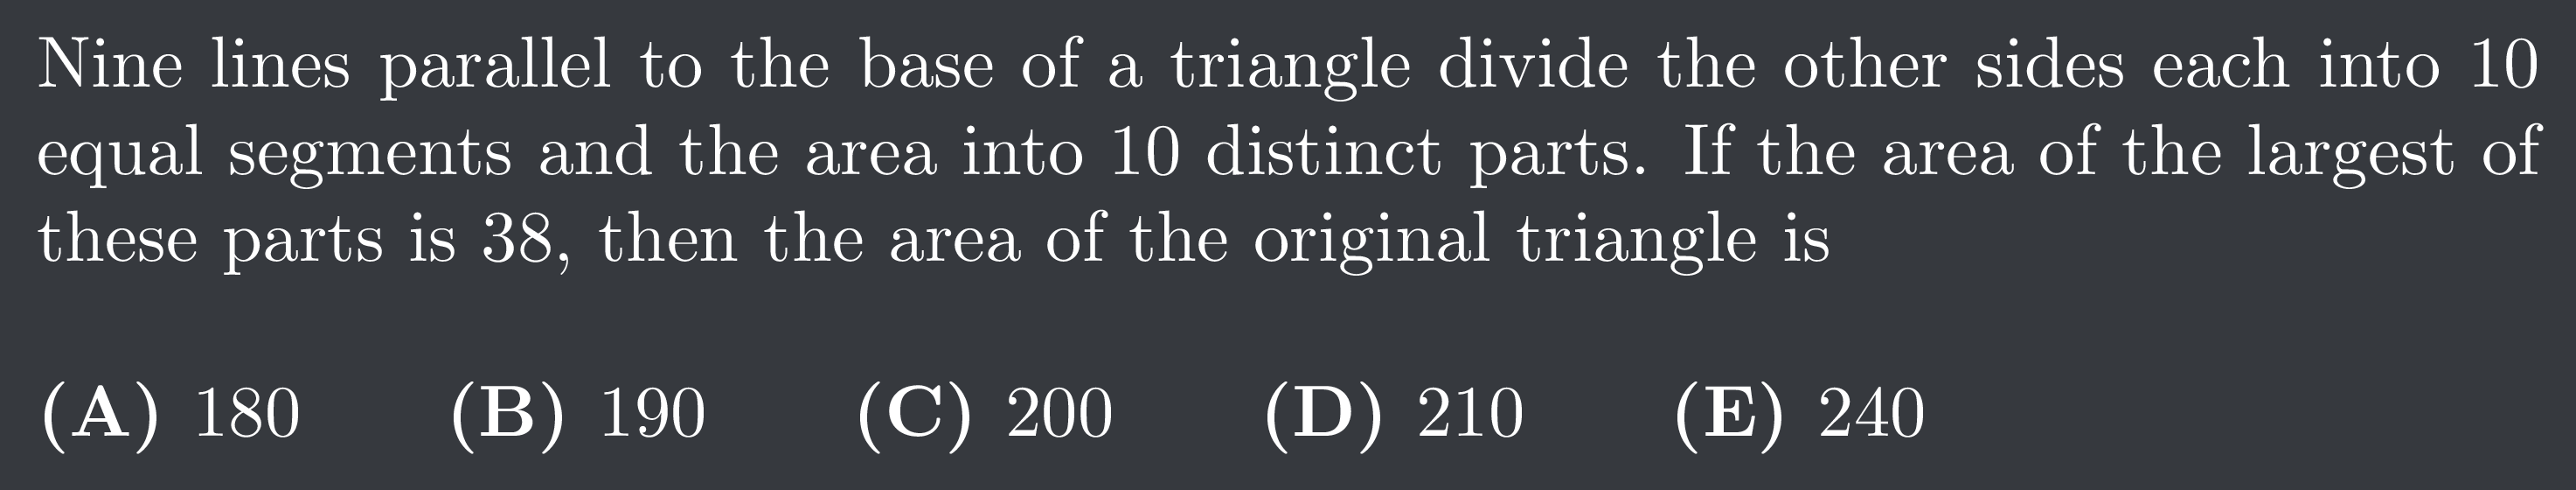 Nine lines parallel to the base of a triangle divide the other sides each into 10
equal segments and the area into 10 distinct parts. If the area of the largest of
these parts is 38, then the area of the original triangle is
(A) 180 (B) 190 (C) 200 (D) 210 (E) 240